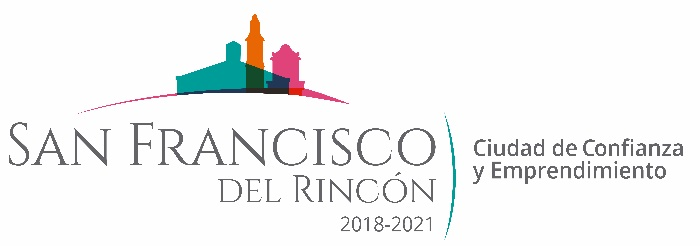 SAN FRANCISCO
DEL RINCÓN
2018-2021
Ciudad de Confianza
y Emprendimiento